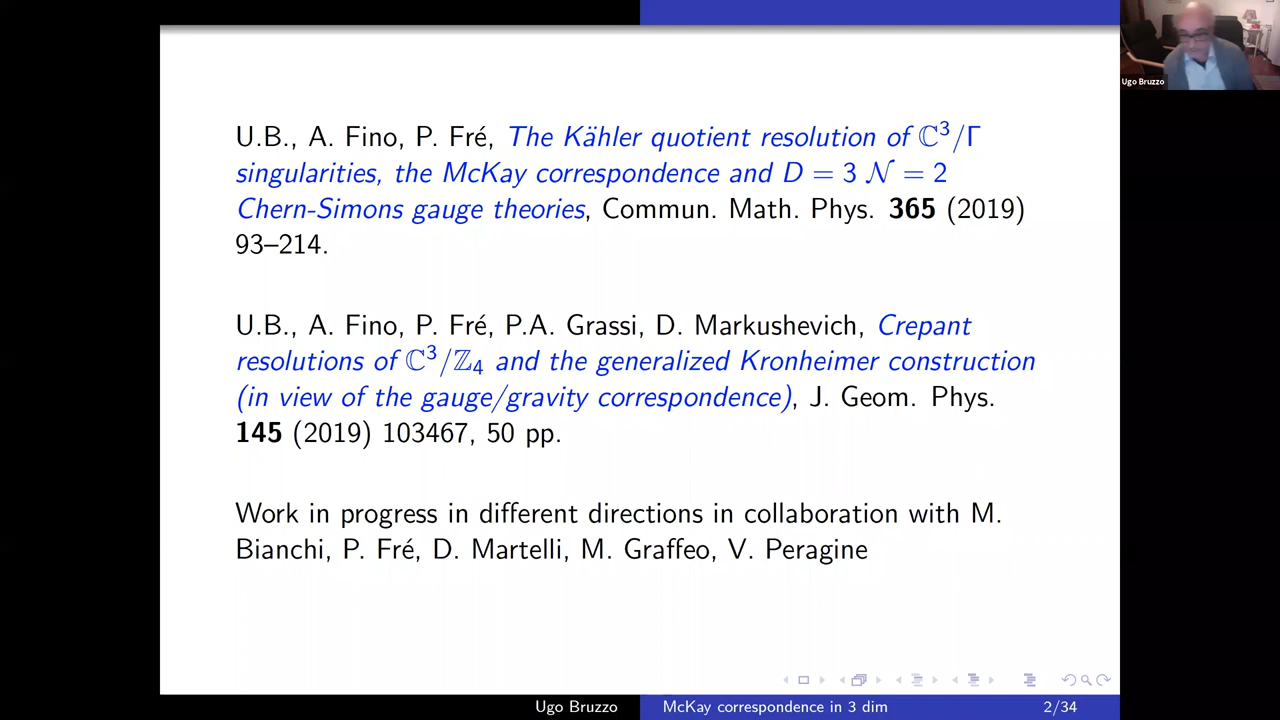 U.B., A. Fino, P. Fré, The Kähler quotient resolution of ℂ³/Γ
singularities, the McKay correspondence and D = 3 𝒩 = 2
Chern-Simons gauge theories, Commun. Math. Phys. 365 (2019)
93–214.
U.B., A. Fino, P. Fré, P.A. Grassi, D. Markushevich, Crepant
resolutions of ℂ³/ℤ₄ and the generalized Kronheimer construction
(in view of the gauge/gravity correspondence), J. Geom. Phys.
145 (2019) 103467, 50 pp.
Work in progress in different directions in collaboration with M.
Bianchi, P. Fré, D. Martelli, M. Graffeo, V. Peragine
Ugo Bruzzo McKay correspondence in 3 dim 2/34
Ugo Bruzzo